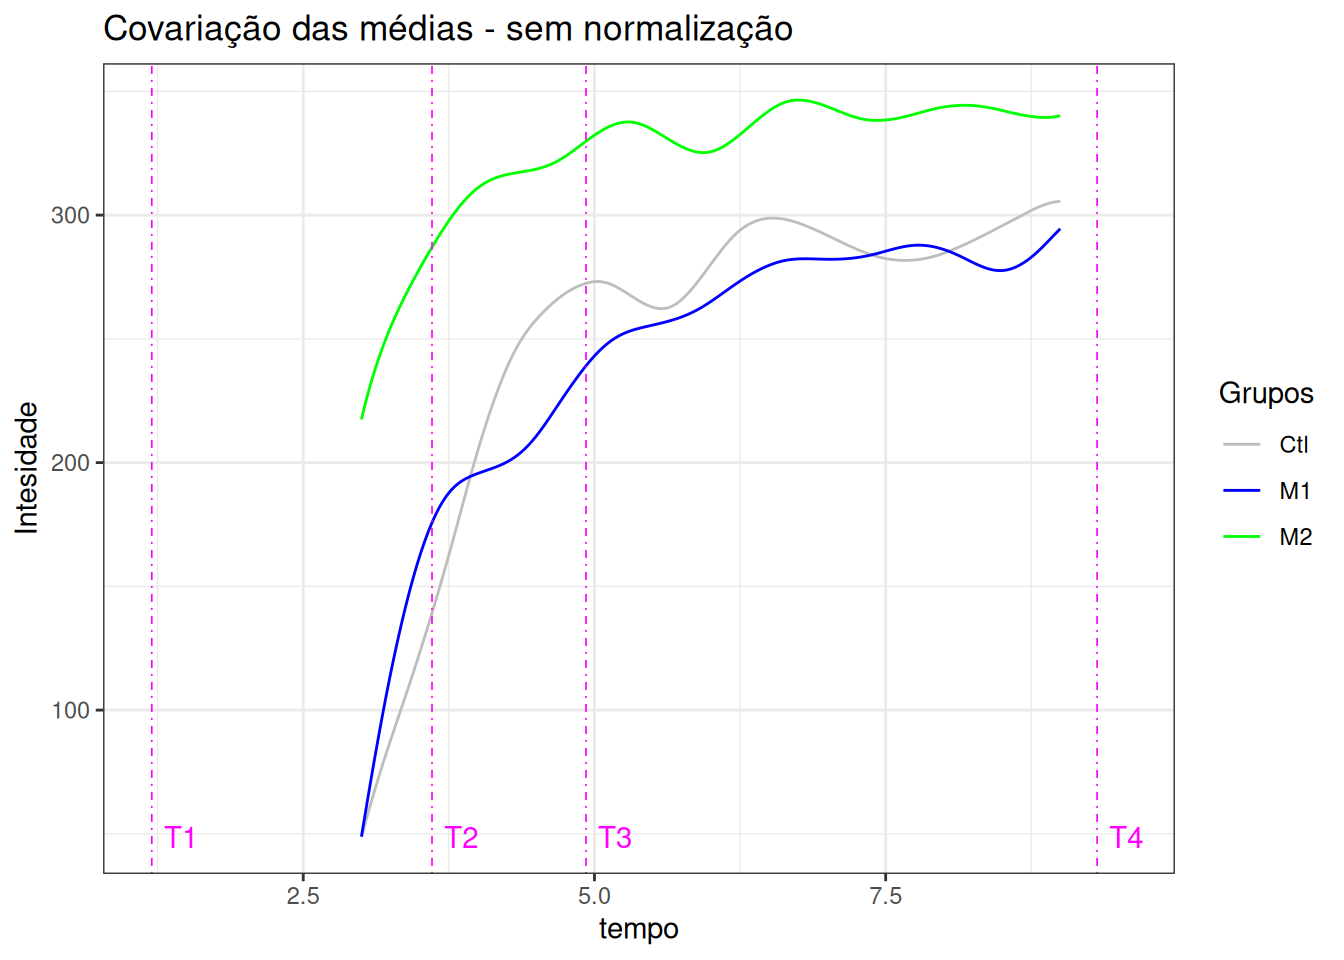 Covariação das médias - sem normalização
Intesidade
300
200
100
T1
T2
T3
T4
2.5
5.0
7.5
tempo
Grupos
Ctl
M1
M2